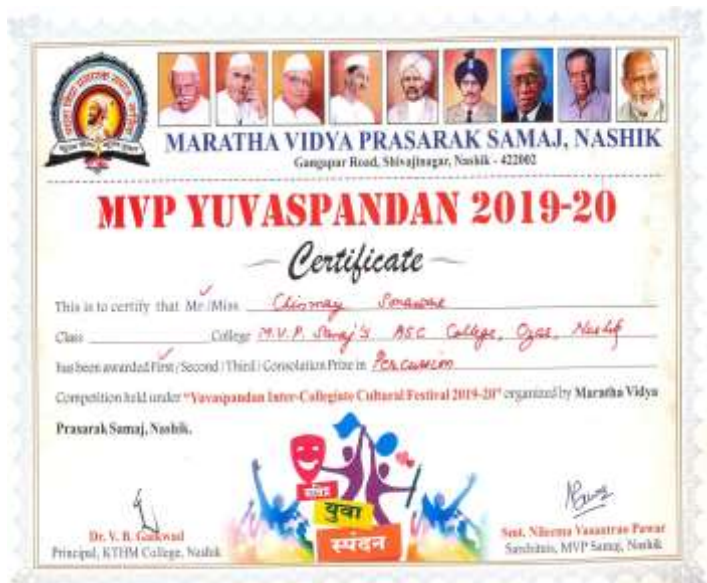 MARATHA VIDYA PRASARAK SAMAJ, NASHIK
Gangapur Road, Shivajinagar, Nashik - 422002
MVP YUVASPANDAN 2019-20
Certificate
This is to certify that Mr./Miss Chinmay
Class College M.V.P. Samaj's ASC College, Ozar, Nashik
has been awarded First / Second / Third / Consolation Prize in Percussion
Competition held under "Yuvaspandan Inter-Collegiate Cultural Festival 2019-20" organized by Maratha Vidya
Prasarak Samaj, Nashik.
युवा
स्पंदन
Dr. V. B. Gaikwad
Principal, KTHM College, Nashik
Smt. Nileema Vasantrao Pawar
Sarchitnis, MVP Samaj, Nashik